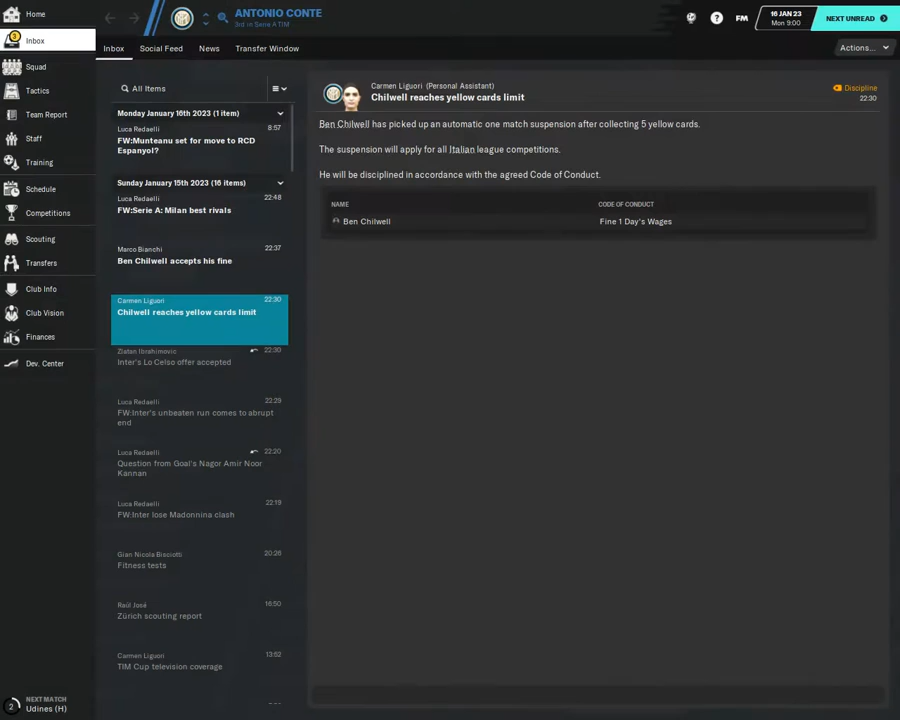 Home
3
Inbox
Squad
Tactics
Team Report
Staff
Training
Schedule
Competitions
Scouting
Transfers
Club Info
Club Vision
Finances
Dev. Center
2
NEXT MATCH
Udines (H)
ANTONIO CONTE
3rd in Serie A TIM
?
FM
16 JAN 23
Mon 9:00
NEXT UNREAD
Inbox
Social Feed
News
Transfer Window
Actions...
All Items
Monday January 16th 2023 (1 item)
Luca Redaelli
8:57
FW:Munteanu set for move to RCD
Espanyol?
Sunday January 15th 2023 (16 items)
Luca Redaelli
22:48
FW:Serie A: Milan best rivals
Marco Bianchi
22:37
Ben Chilwell accepts his fine
Carmen Liguori
22:30
Chilwell reaches yellow cards limit
Zlatan Ibrahimovic
22:30
Inter's Lo Celso offer accepted
Luca Redaelli
22:29
FW:Inter's unbeaten run comes to abrupt
end
Luca Redaelli
22:20
Question from Goal's Nagor Amir Noor
Kannan
Luca Redaelli
22:19
FW:Inter lose Madonnina clash
Gian Nicola Bisciotti
20:26
Fitness tests
Raül José
16:50
Zürich scouting report
Carmen Liguori
13:52
TIM Cup television coverage
Carmen Liguori (Personal Assistant)
Chilwell reaches yellow cards limit
Discipline
22:30
Ben Chilwell has picked up an automatic one match suspension after collecting 5 yellow cards.
The suspension will apply for all Italian league competitions.
He will be disciplined in accordance with the agreed Code of Conduct.
NAME
CODE OF CONDUCT
Ben Chilwell
Fine 1 Day's Wages